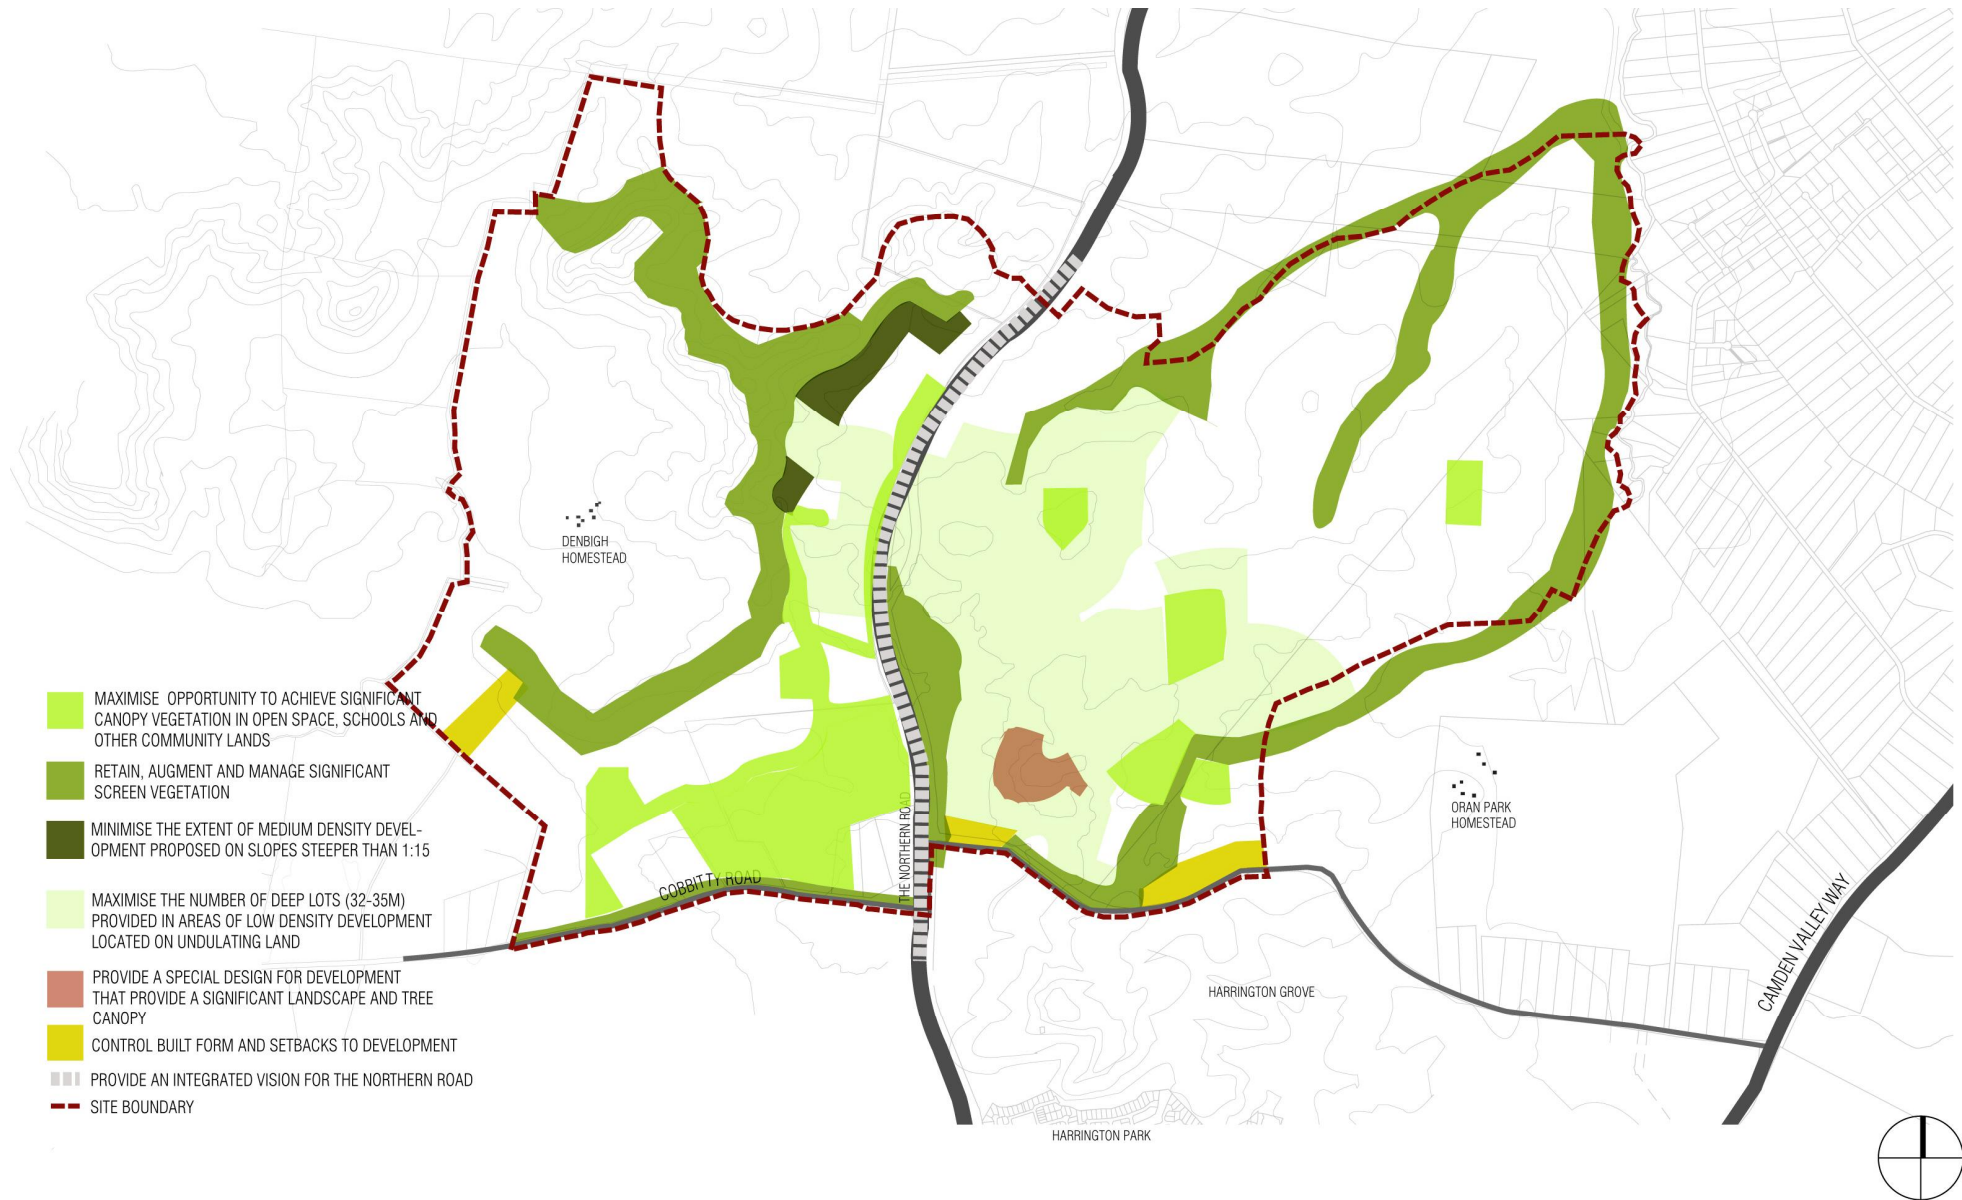 DENBIGH
HOMESTEAD
MAXIMISE OPPORTUNITY TO ACHIEVE SIGNIFICANT
CANOPY VEGETATION IN OPEN SPACE, SCHOOLS AND
OTHER COMMUNITY LANDS
RETAIN, AUGMENT AND MANAGE SIGNIFICANT
SCREEN VEGETATION
MINIMISE THE EXTENT OF MEDIUM DENSITY DEVEL-
OPMENT PROPOSED ON SLOPES STEEPER THAN 1:15
MAXIMISE THE NUMBER OF DEEP LOTS (32-35M)
PROVIDED IN AREAS OF LOW DENSITY DEVELOPMENT
LOCATED ON UNDULATING LAND
PROVIDE A SPECIAL DESIGN FOR DEVELOPMENT
THAT PROVIDE A SIGNIFICANT LANDSCAPE AND TREE
CANOPY
CONTROL BUILT FORM AND SETBACKS TO DEVELOPMENT
PROVIDE AN INTEGRATED VISION FOR THE NORTHERN ROAD
SITE BOUNDARY
COBBITTY ROAD
THE NORTHERN ROAD
ORAN PARK
HOMESTEAD
CAMDEN VALLEY WAY
HARRINGTON GROVE
HARRINGTON PARK